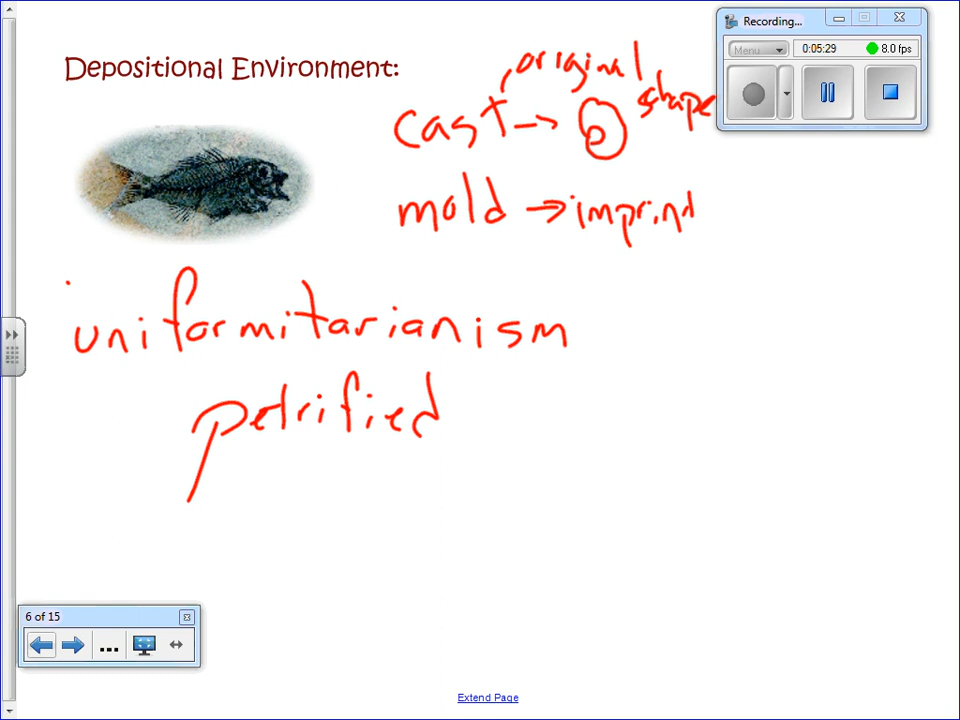 Recording...
Menu
0:05:29
8.0 fps
Depositional Environment:
original
cast → shape
mold → imprint
uniformitarianism
petrified
6 of 15
...
Extend Page